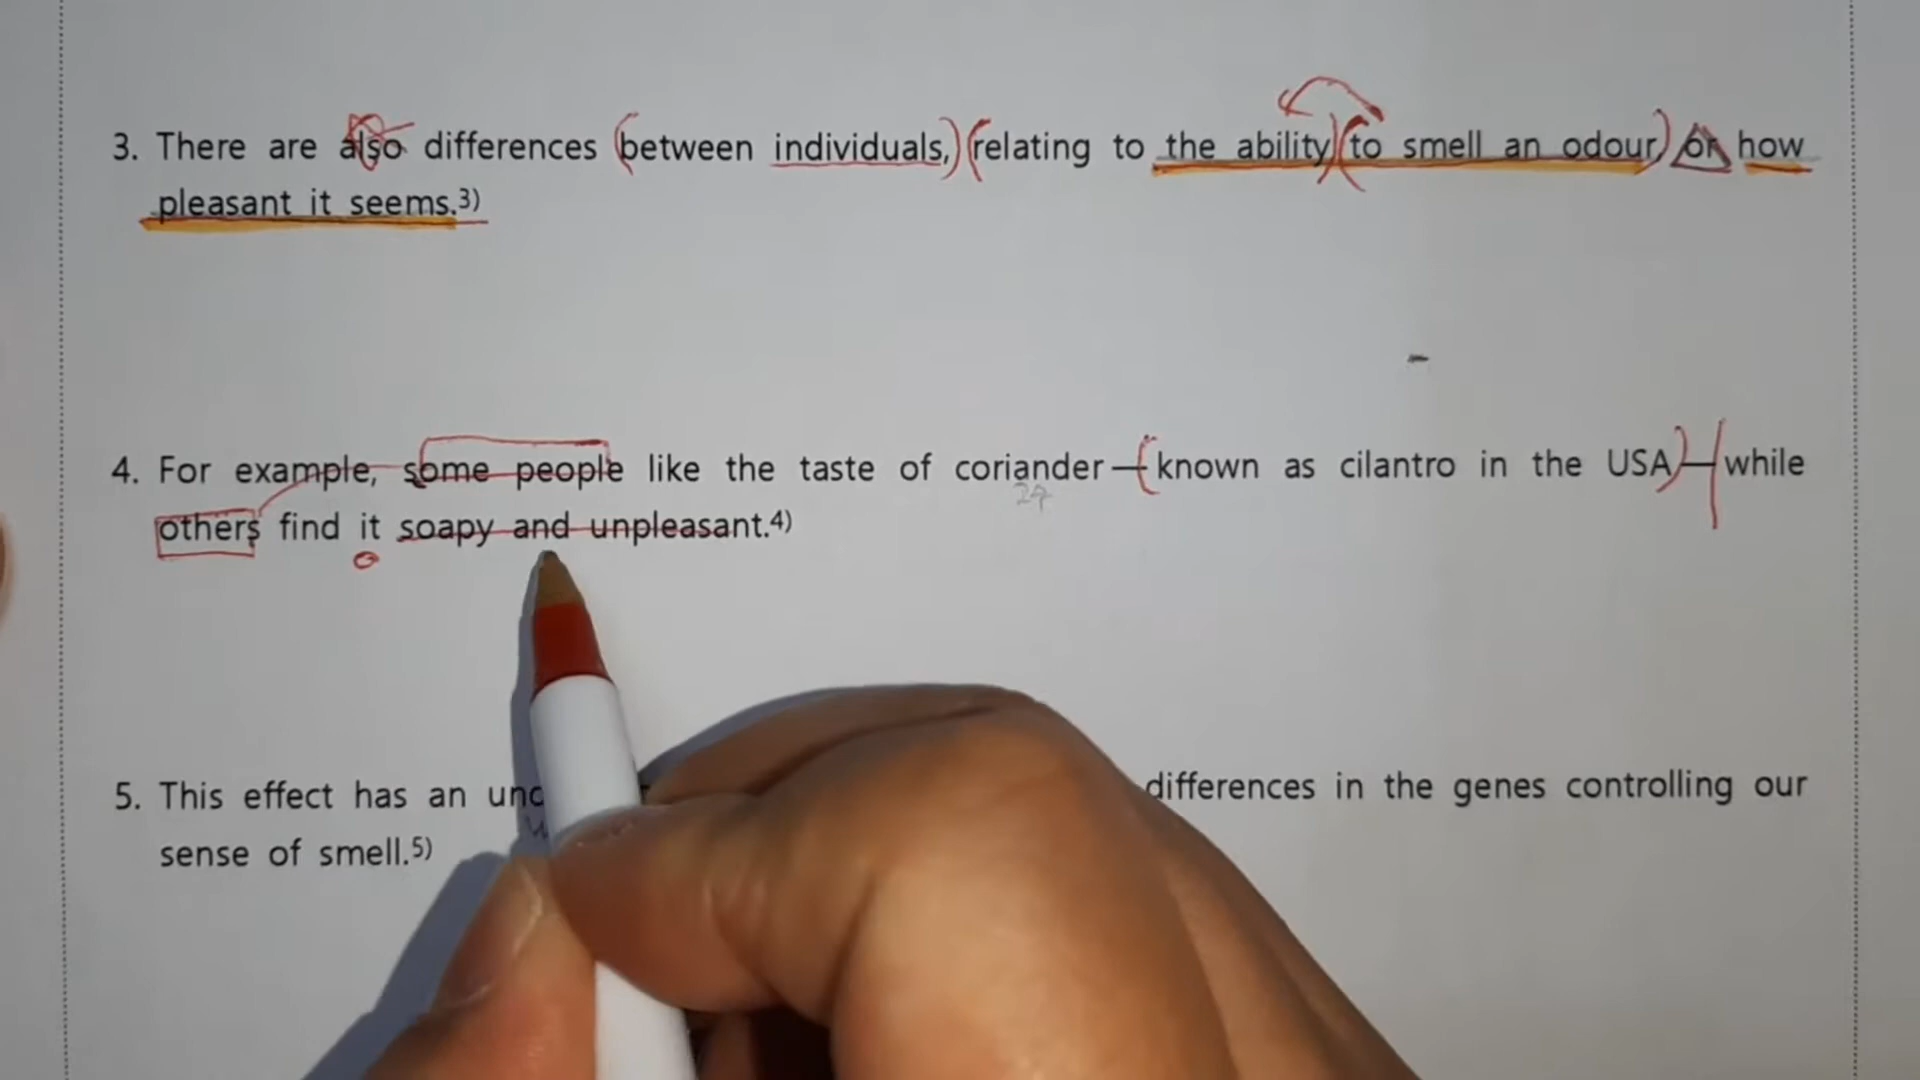 3. There are also differences between individuals, relating to the ability to smell an odour or how
pleasant it seems.3)
4. For example, some people like the taste of coriander—known as cilantro in the USA—while
others find it soapy and unpleasant.4)
5. This effect has an differences in the genes controlling our
sense of smell.5)